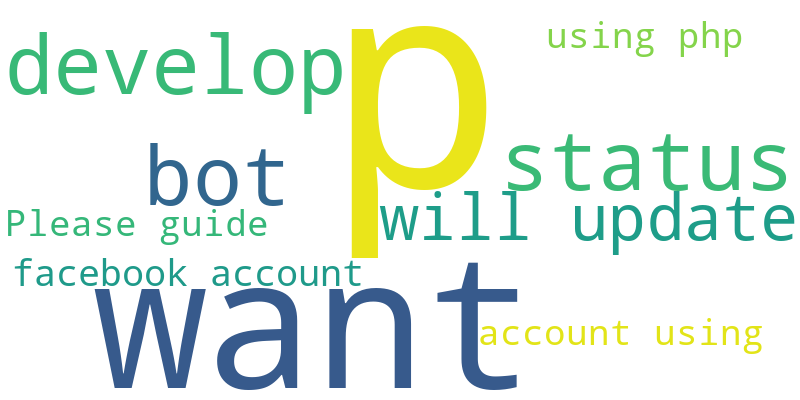 p
using php
develop
status
bot
will update
Please guide
facebook account
want
account using